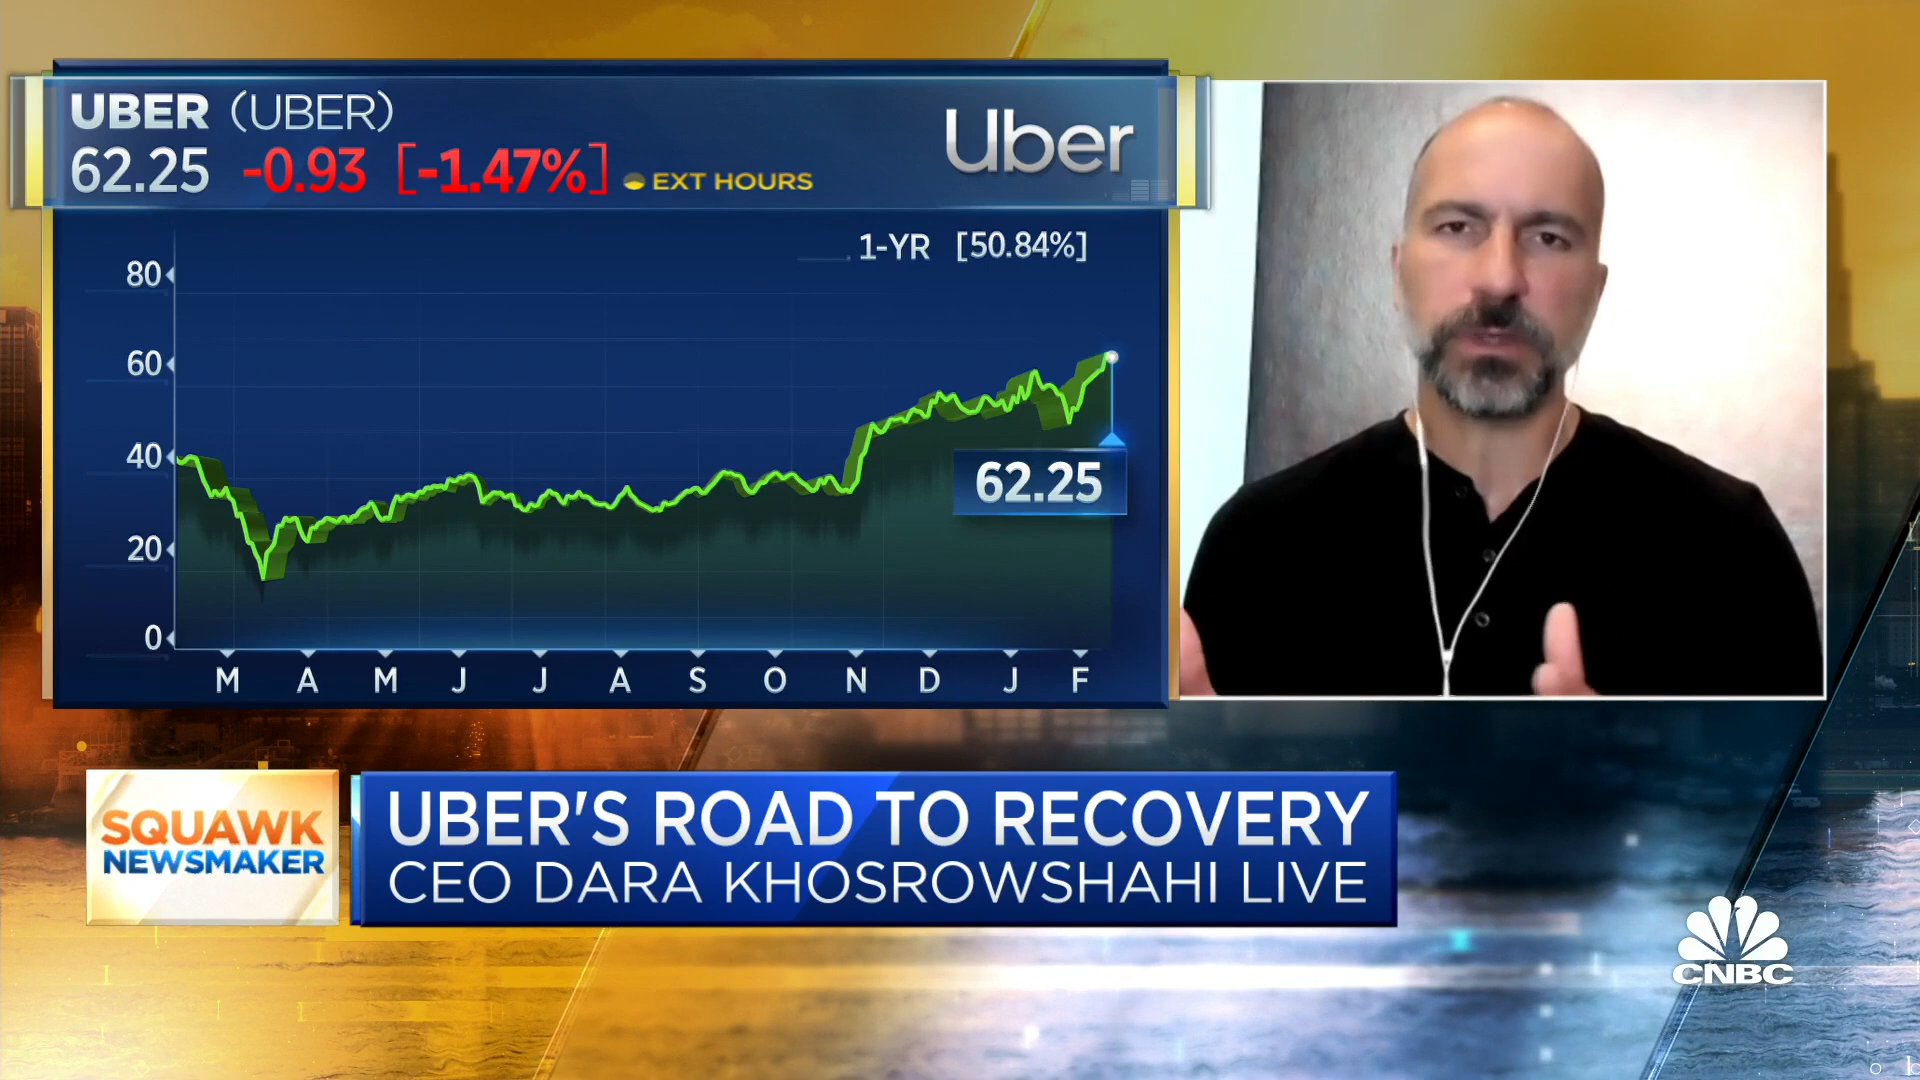 UBER (UBER)
62.25 -0.93 [-1.47%] EXT HOURS
Uber
1-YR [50.84%]
80
60
40
20
0
62.25
M A M J J A S O N D J F
SQUAWK
NEWSMAKER
UBER'S ROAD TO RECOVERY
CEO DARA KHOSROWSHAHI LIVE
CNBC